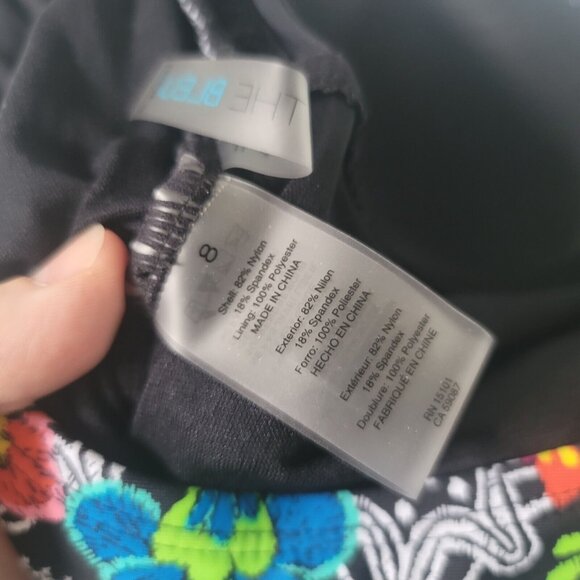 THE BLEU
8
Shell: 82% Nylon
18% Spandex
Lining: 100% Polyester
MADE IN CHINA
Exterior: 82% Nilon
18% Spandex
Forro: 100% Poliester
HECHO EN CHINA
Extérieur: 82% Nylon
18% Spandex
Doublure: 100% Polyester
FABRIQUÉ EN CHINE
RN 15101
CA 59087